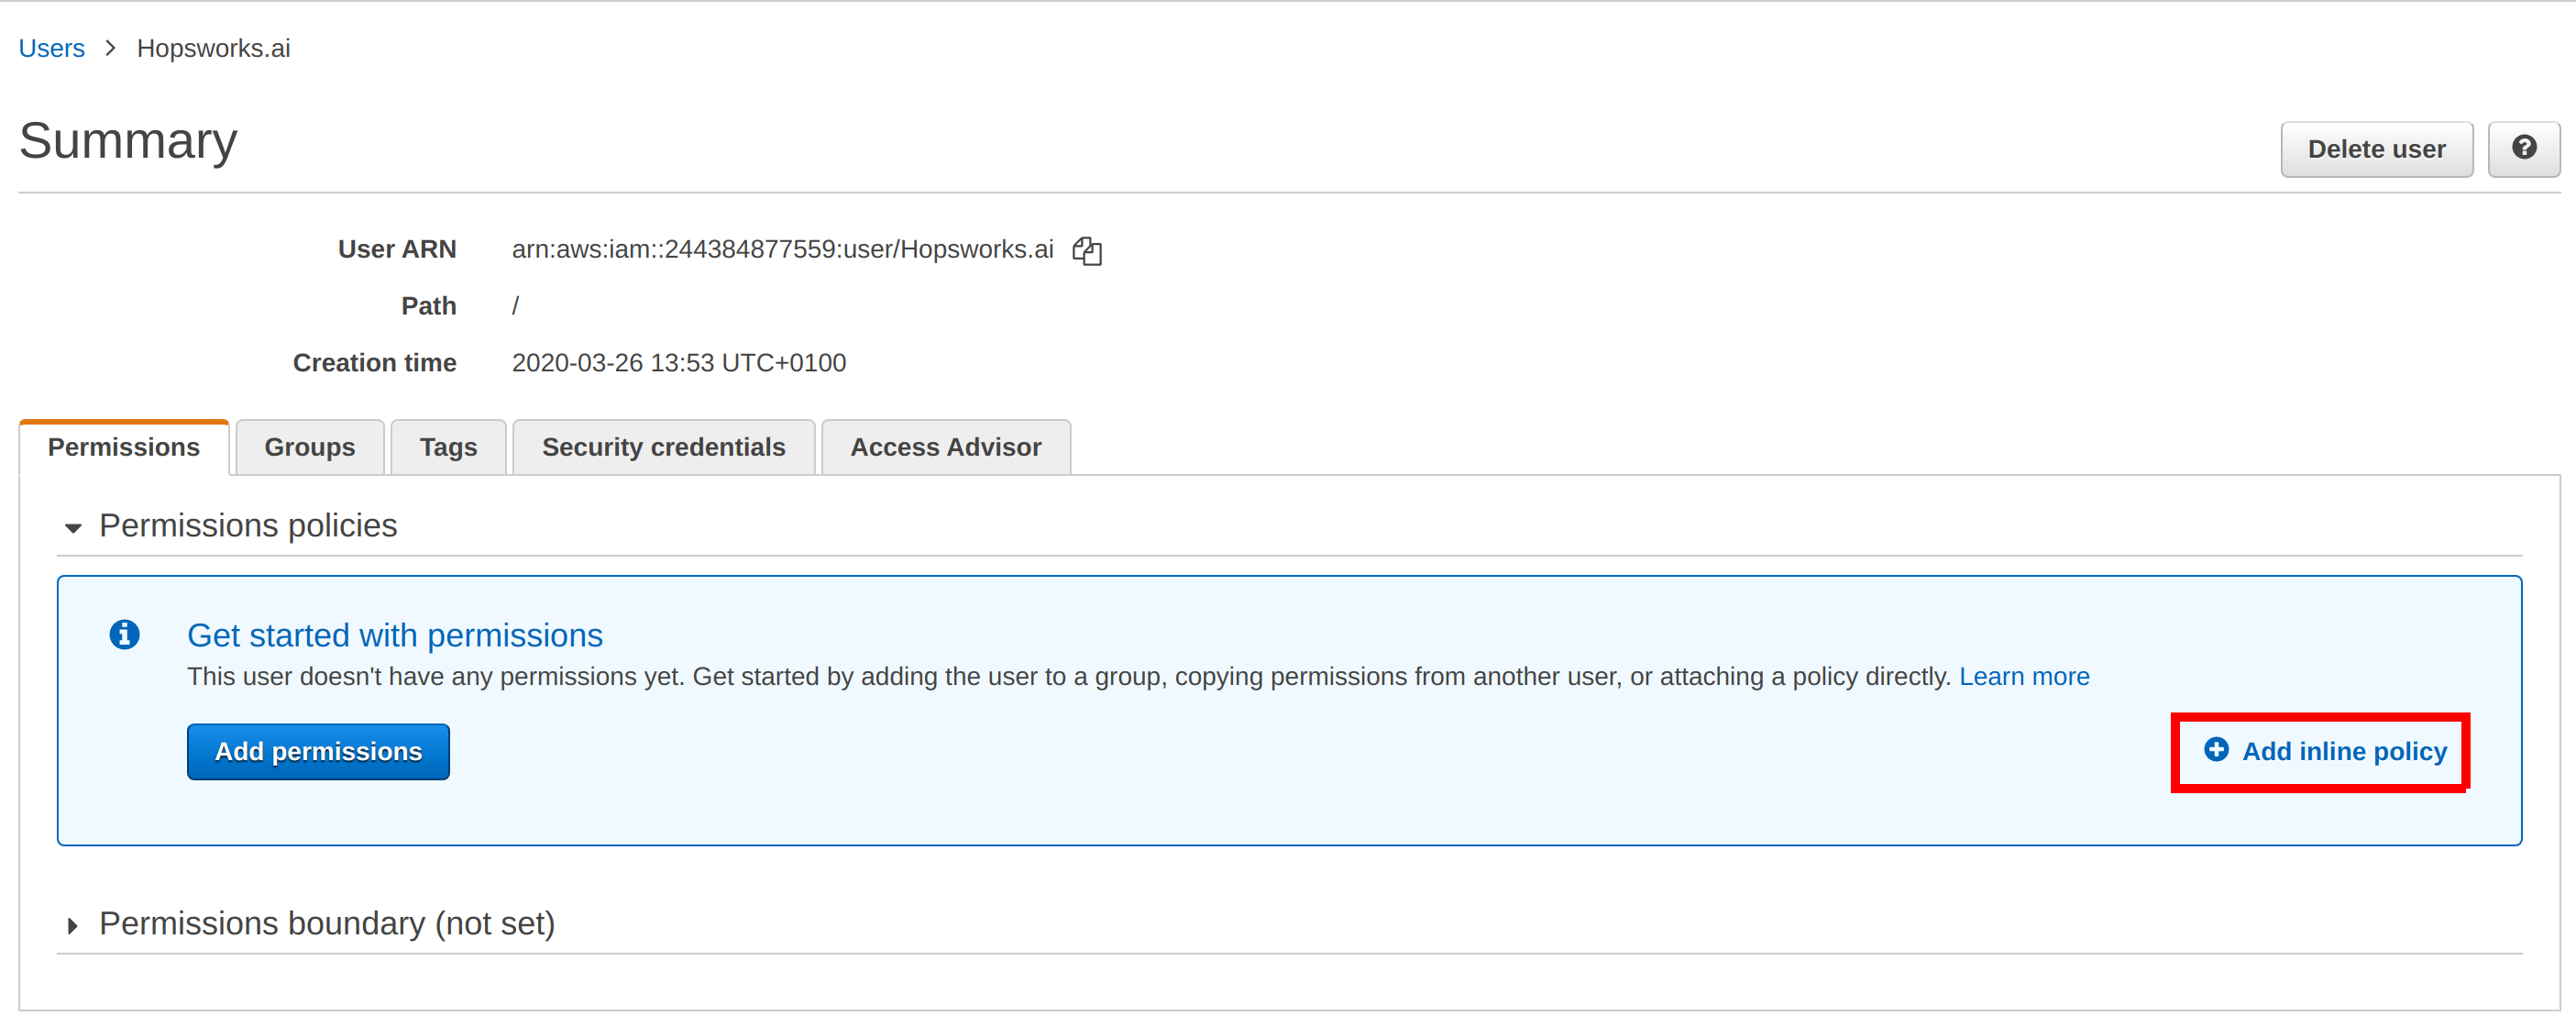 Users > Hopsworks.ai
Summary
Delete user
User ARN arn:aws:iam::244384877559:user/Hopsworks.ai
Path /
Creation time 2020-03-26 13:53 UTC+0100
Permissions Groups Tags Security credentials Access Advisor
Permissions policies
Get started with permissions
This user doesn't have any permissions yet. Get started by adding the user to a group, copying permissions from another user, or attaching a policy directly. Learn more
Add permissions
Add inline policy
Permissions boundary (not set)